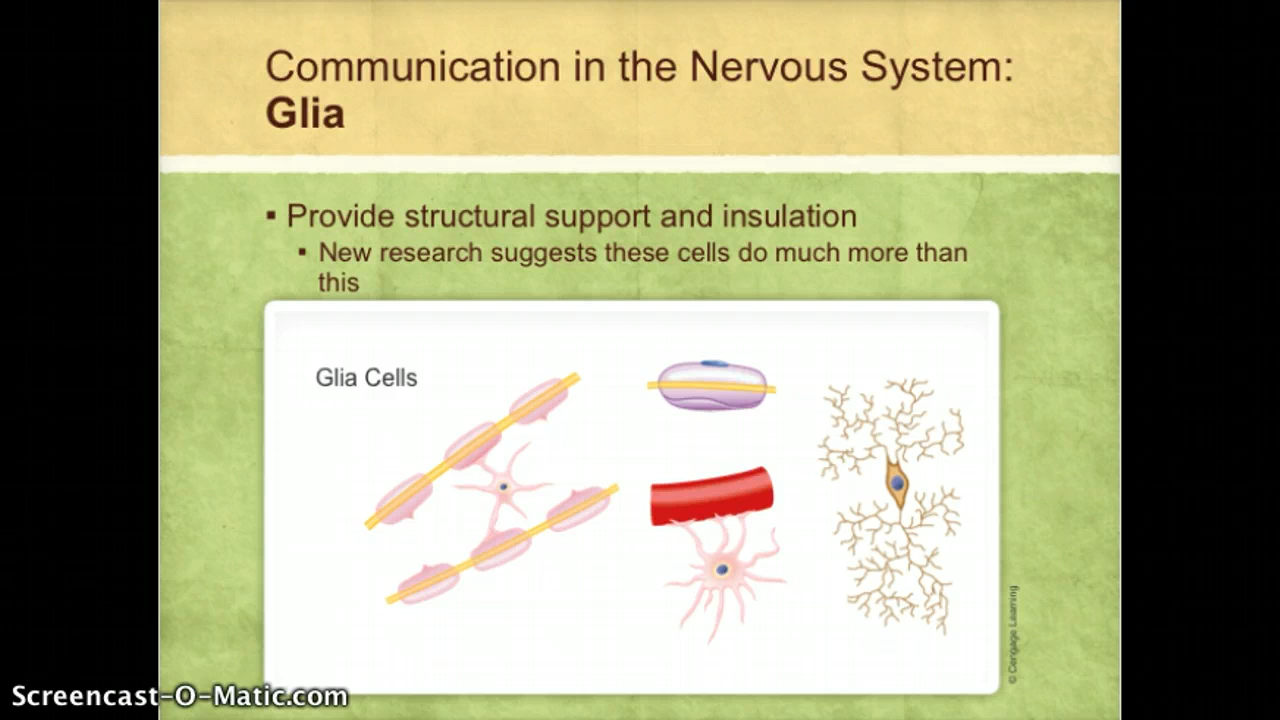 Communication in the Nervous System:
Glia
▪ Provide structural support and insulation
▪ New research suggests these cells do much more than
this
Glia Cells
© Cengage Learning
Screencast-O-Matic.com